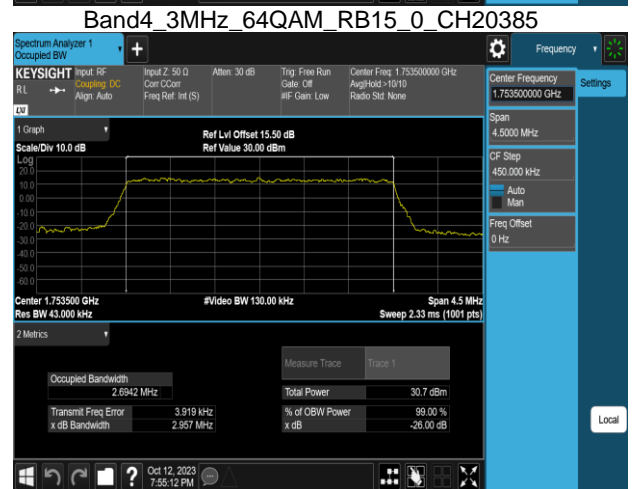 Band4_3MHz_64QAM_RB15_0_CH20385
Spectrum Analyzer 1
Occupied BW
Frequency
KEYSIGHT Input: RF Input Z: 50 Ω Atten: 30 dB Trig: Free Run Center Freq: 1.753500000 GHz
RL Coupling: DC Corr CCorr Gate: Off Avg|Hold:>10/10
Align: Auto Freq Ref: Int (S) #IF Gain: Low Radio Std: None
LXI
Center Frequency
1.753500000 GHz
Settings
Span
4.5000 MHz
CF Step
450.000 kHz
Auto
Man
Freq Offset
0 Hz
1 Graph
Ref Lvl Offset 15.50 dB
Scale/Div 10.0 dB Ref Value 30.00 dBm
Log
20.0
10.0
0.00
-10.0
-20.0
-30.0
-40.0
-50.0
-60.0
Center 1.753500 GHz #Video BW 130.00 kHz Span 4.5 MHz
Res BW 43.000 kHz Sweep 2.33 ms (1001 pts)
2 Metrics
Measure Trace Trace 1
Occupied Bandwidth
2.6942 MHz
Total Power 30.7 dBm
Transmit Freq Error 3.919 kHz % of OBW Power 99.00 %
x dB Bandwidth 2.957 MHz x dB -26.00 dB
Local
? Oct 12, 2023
7:55:12 PM